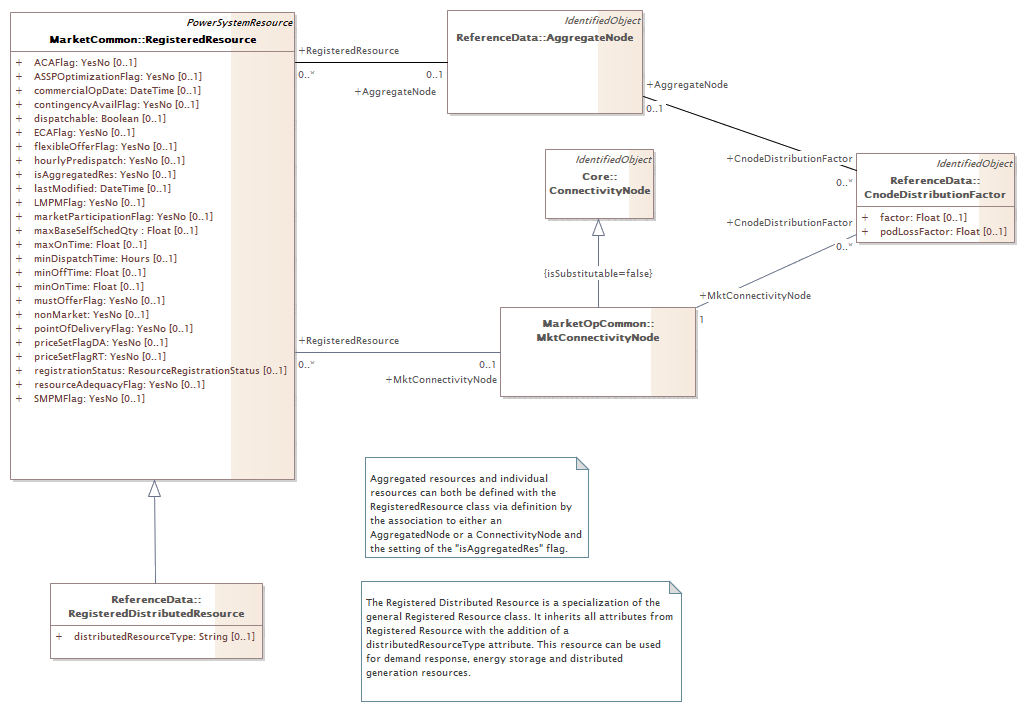 PowerSystemResource
MarketCommon::RegisteredResource
+ ACAFlag: YesNo [0..1]
+ ASSPOptimizationFlag: YesNo [0..1]
+ commercialOpDate: DateTime [0..1]
+ contingencyAvailFlag: YesNo [0..1]
+ dispatchable: Boolean [0..1]
+ ECAFlag: YesNo [0..1]
+ flexibleOfferFlag: YesNo [0..1]
+ hourlyPredispatch: YesNo [0..1]
+ isAggregatedRes: YesNo [0..1]
+ lastModified: DateTime [0..1]
+ LMPMFlag: YesNo [0..1]
+ marketParticipationFlag: YesNo [0..1]
+ maxBaseSelfSchedQty : Float [0..1]
+ maxOnTime: Float [0..1]
+ minDispatchTime: Hours [0..1]
+ minOffTime: Float [0..1]
+ minOnTime: Float [0..1]
+ mustOfferFlag: YesNo [0..1]
+ nonMarket: YesNo [0..1]
+ pointOfDeliveryFlag: YesNo [0..1]
+ priceSetFlagDA: YesNo [0..1]
+ priceSetFlagRT: YesNo [0..1]
+ registrationStatus: ResourceRegistrationStatus [0..1]
+ resourceAdequacyFlag: YesNo [0..1]
+ SMPMFlag: YesNo [0..1]
+RegisteredResource
0..*
0..1
+AggregateNode
IdentifiedObject
ReferenceData::AggregateNode
+AggregateNode
0..1
+CnodeDistributionFactor
0..*
IdentifiedObject
Core::
ConnectivityNode
IdentifiedObject
ReferenceData::
CnodeDistributionFactor
+ factor: Float [0..1]
+ podLossFactor: Float [0..1]
+CnodeDistributionFactor
0..*
{isSubstitutable=false}
+MktConnectivityNode
1
MarketOpCommon::
MktConnectivityNode
+RegisteredResource
0..*
0..1
+MktConnectivityNode
Aggregated resources and individual
resources can both be defined with the
RegisteredResource class via definition by
the association to either an
AggregatedNode or a ConnectivityNode and
the setting of the "isAggregatedRes" flag.
ReferenceData::
RegisteredDistributedResource
+ distributedResourceType: String [0..1]
The Registered Distributed Resource is a specialization of the
general Registered Resource class. It inherits all attributes from
Registered Resource with the addition of a
distributedResourceType attribute. This resource can be used
for demand response, energy storage and distributed
generation resources.